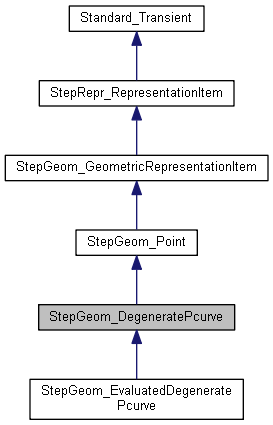 Standard_Transient
StepRepr_RepresentationItem
StepGeom_GeometricRepresentationItem
StepGeom_Point
StepGeom_DegeneratePcurve
StepGeom_EvaluatedDegenerate
Pcurve